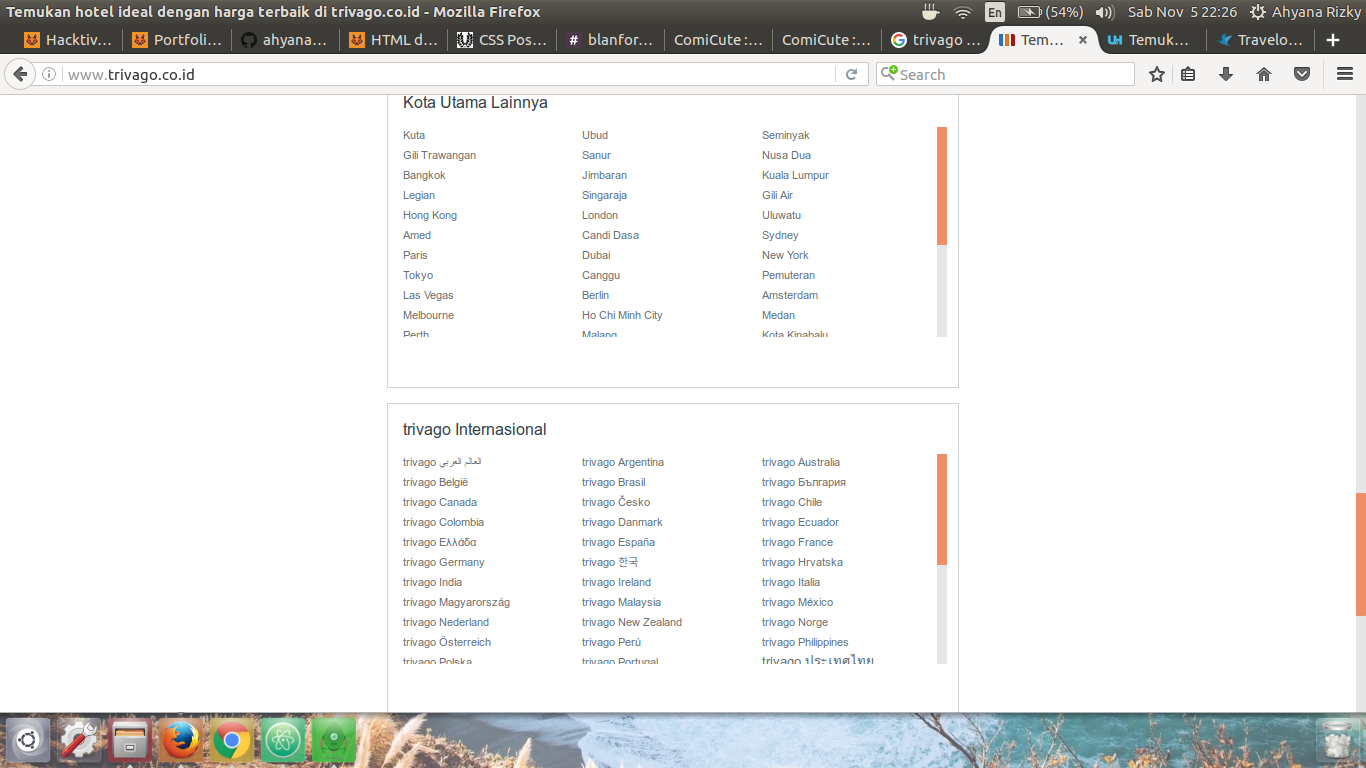 Temukan hotel ideal dengan harga terbaik di trivago.co.id - Mozilla Firefox
En (54%) Sab Nov 5 22:26 Ahyana Rizky
Hacktiv… Portfoli… ahyana… HTML d… CSS Pos… blanfor… ComiCute :… ComiCute :… trivago … Tem… Temuk… Travelo…
www.trivago.co.id Search
Kota Utama Lainnya
Kuta Ubud Seminyak
Gili Trawangan Sanur Nusa Dua
Bangkok Jimbaran Kuala Lumpur
Legian Singaraja Gili Air
Hong Kong London Uluwatu
Amed Candi Dasa Sydney
Paris Dubai New York
Tokyo Canggu Pemuteran
Las Vegas Berlin Amsterdam
Melbourne Ho Chi Minh City Medan
Perth Malang Kota Kinabalu
trivago Internasional
trivago العالم العربي trivago Argentina trivago Australia
trivago België trivago Brasil trivago България
trivago Canada trivago Česko trivago Chile
trivago Colombia trivago Danmark trivago Ecuador
trivago Ελλάδα trivago España trivago France
trivago Germany trivago 한국 trivago Hrvatska
trivago India trivago Ireland trivago Italia
trivago Magyarország trivago Malaysia trivago México
trivago Nederland trivago New Zealand trivago Norge
trivago Österreich trivago Perú trivago Philippines
trivago Polska trivago Portugal trivago ประเทศไทย